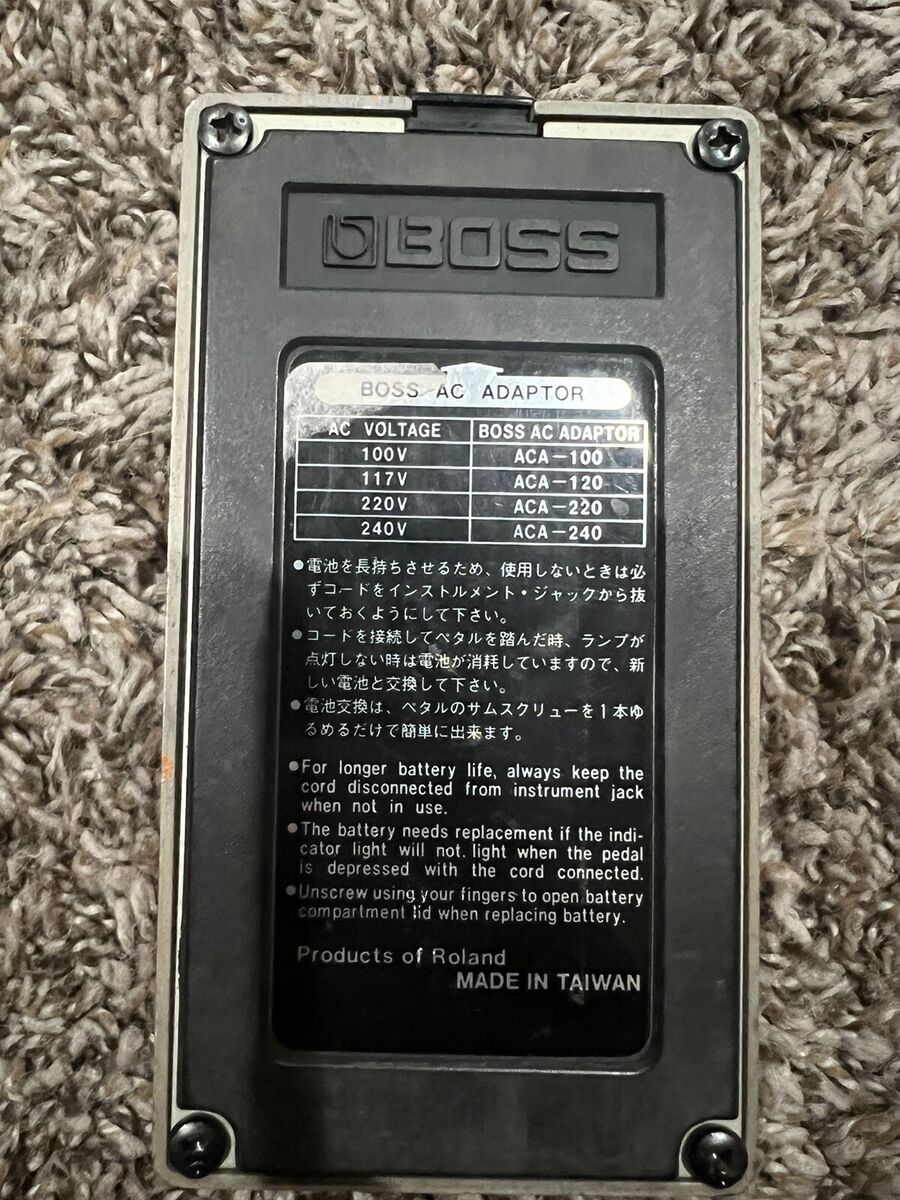 BOSS
BOSS AC ADAPTOR
AC VOLTAGE BOSS AC ADAPTOR
100V ACA-100
117V ACA-120
220V ACA-220
240V ACA-240
●電池を長持ちさせるため、使用しないときは必
ずコードをインストルメント・ジャックから抜
いておくようにして下さい。
●コードを接続してペタルを踏んだ時、ランプが
点灯しない時は電池が消耗していますので、新
しい電池と交換して下さい。
●電池交換は、ペタルのサムスクリューを1本ゆ
るめるだけで簡単に出来ます。
●For longer battery life, always keep the
cord disconnected from instrument jack
when not in use.
●The battery needs replacement if the indi-
cator light will not. light when the pedal
is depressed with the cord connected.
●Unscrew using your fingers to open battery
compartment lid when replacing battery.
Products of Roland
MADE IN TAIWAN